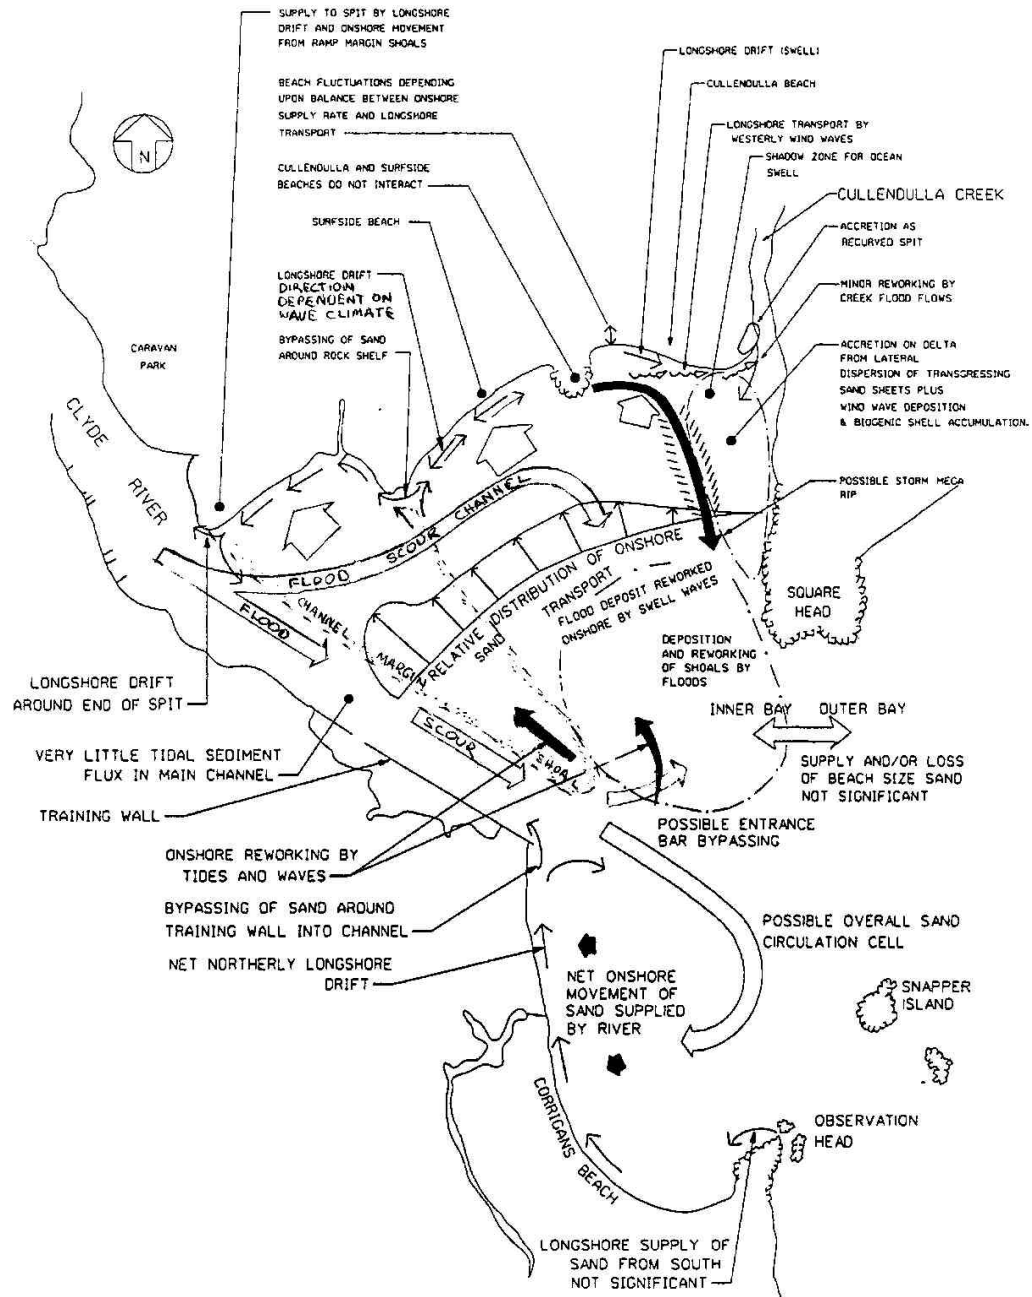 SUPPLY TO SPIT BY LONGSHORE
DRIFT AND ONSHORE MOVEMENT
FROM RAMP MARGIN SHOALS
LONGSHORE DRIFT (SWELL)
BEACH FLUCTUATIONS DEPENDING
UPON BALANCE BETWEEN ONSHORE
SUPPLY RATE AND LONGSHORE
TRANSPORT
CULLENDULLA BEACH
LONGSHORE TRANSPORT BY
WESTERLY WIND WAVES
SHADOW ZONE FOR OCEAN
SWELL
N
CULLENDULLA AND SURFSIDE
BEACHES DO NOT INTERACT
CULLENDULLA CREEK
SURFSIDE BEACH
ACCRETION AS
RECURVED SPIT
LONGSHORE DRIFT
DIRECTION
DEPENDENT ON
WAVE CLIMATE
MINOR REWORKING BY
CREEK FLOOD FLOWS
BYPASSING OF SAND
AROUND ROCK SHELF
CARAVAN
PARK
ACCRETION ON DELTA
FROM LATERAL
DISPERSION OF TRANSGRESSING
SAND SHEETS PLUS
WIND WAVE DEPOSITION
& BIOGENIC SHELL ACCUMULATION.
CLYDE
RIVER
POSSIBLE STORM MEGA
RIP
FLOOD SCOUR CHANNEL
FLOOD
CHANNEL
MARGIN
SHOAL
SCOUR
RELATIVE DISTRIBUTION OF ONSHORE
SAND TRANSPORT
FLOOD DEPOSIT REWORKED
ONSHORE BY SWELL WAVES
SQUARE
HEAD
DEPOSITION
AND REWORKING
OF SHOALS BY
FLOODS
LONGSHORE DRIFT
AROUND END OF SPIT
INNER BAY OUTER BAY
VERY LITTLE TIDAL SEDIMENT
FLUX IN MAIN CHANNEL
SUPPLY AND/OR LOSS
OF BEACH SIZE SAND
NOT SIGNIFICANT
TRAINING WALL
POSSIBLE ENTRANCE
BAR BYPASSING
ONSHORE REWORKING BY
TIDES AND WAVES
BYPASSING OF SAND AROUND
TRAINING WALL INTO CHANNEL
POSSIBLE OVERALL SAND
CIRCULATION CELL
NET NORTHERLY LONGSHORE
DRIFT
NET ONSHORE
MOVEMENT OF
SAND SUPPLIED
BY RIVER
SNAPPER
ISLAND
CORRIGANS BEACH
OBSERVATION
HEAD
LONGSHORE SUPPLY OF
SAND FROM SOUTH
NOT SIGNIFICANT